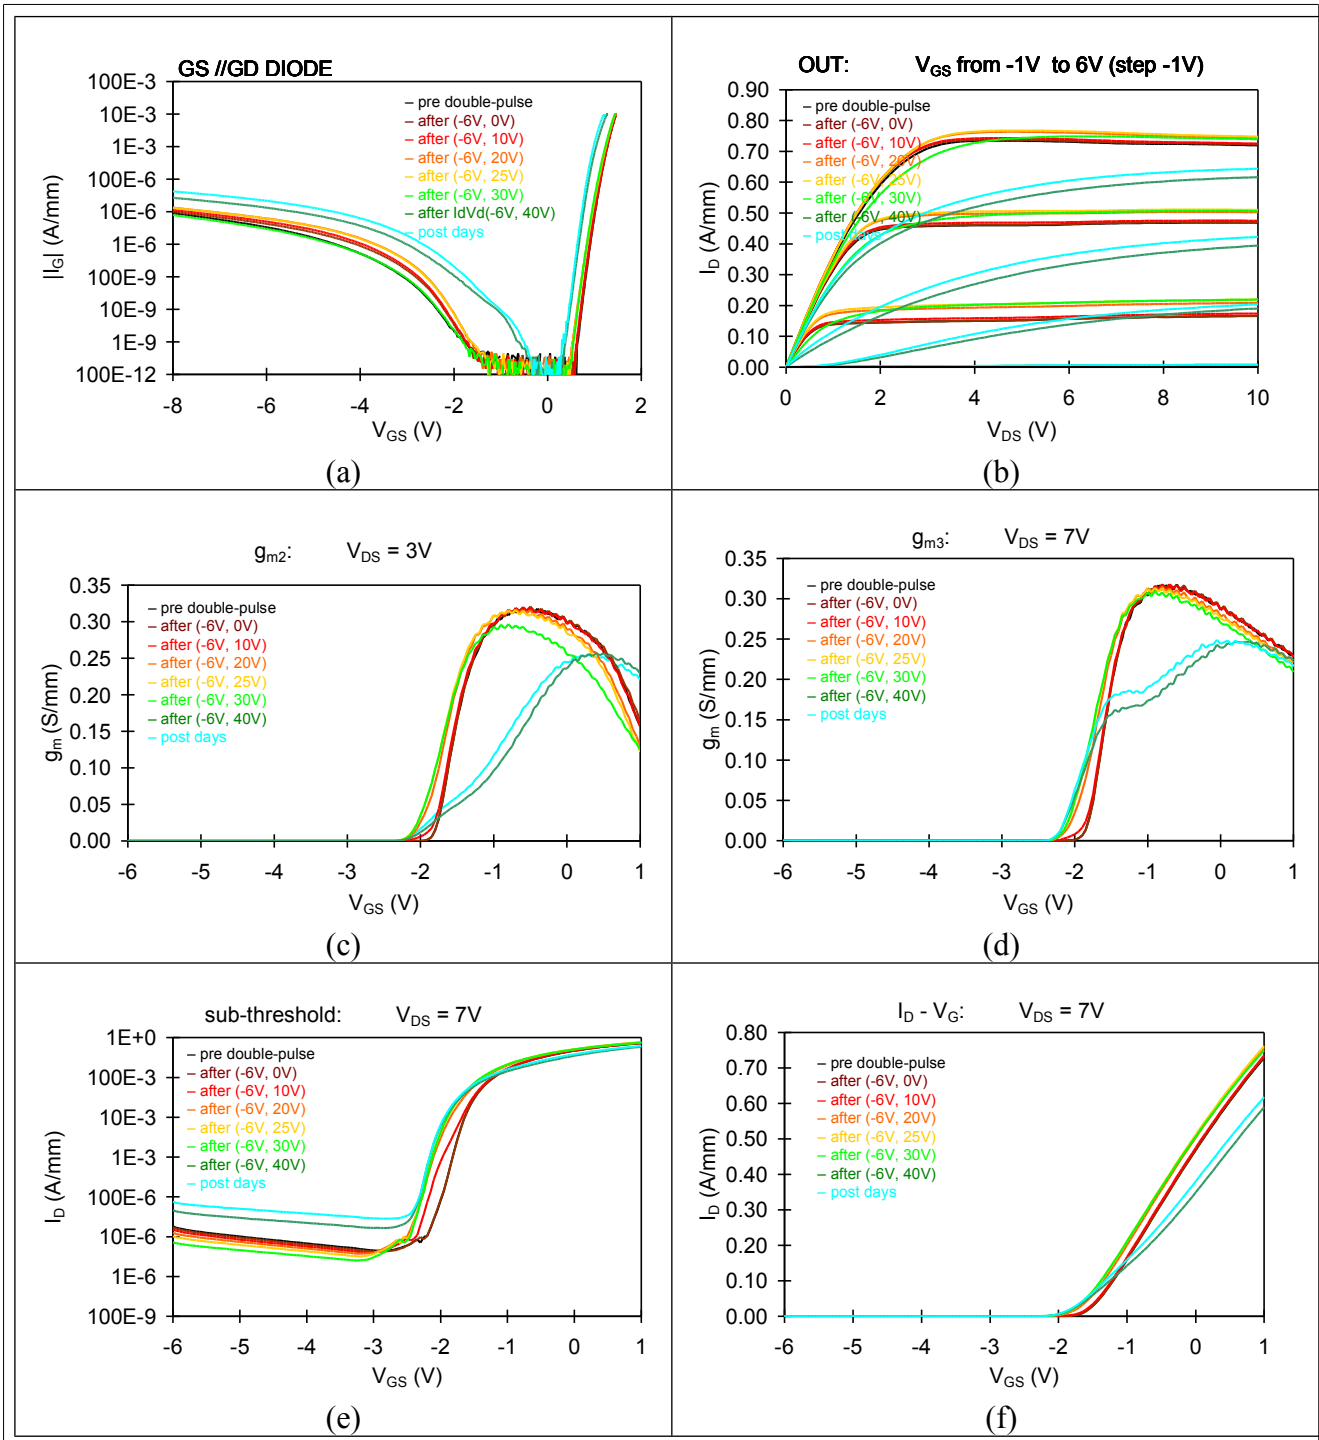 GS //GD DIODE
100E-3
10E-3
1E-3
100E-6
10E-6
1E-6
100E-9
10E-9
1E-9
100E-12
– pre double-pulse
– after (-6V, 0V)
– after (-6V, 10V)
– after (-6V, 20V)
– after (-6V, 25V)
– after (-6V, 30V)
– after IdVd(-6V, 40V)
– post days
|IG| (A/mm)
-8 -6 -4 -2 0 2
VGS (V)
(a)
OUT: VGS from -1V to 6V (step -1V)
0.90
0.80
0.70
0.60
0.50
0.40
0.30
0.20
0.10
0.00
– pre double-pulse
– after (-6V, 0V)
– after (-6V, 10V)
– after (-6V, 20V)
– after (-6V, 25V)
– after (-6V, 30V)
– after (-6V, 40V)
– post days
ID (A/mm)
0 2 4 6 8 10
VDS (V)
(b)
gm2: VDS = 3V
0.35
0.30
0.25
0.20
0.15
0.10
0.05
0.00
– pre double-pulse
– after (-6V, 0V)
– after (-6V, 10V)
– after (-6V, 20V)
– after (-6V, 25V)
– after (-6V, 30V)
– after (-6V, 40V)
– post days
gm (S/mm)
-6 -5 -4 -3 -2 -1 0 1
VGS (V)
(c)
gm3: VDS = 7V
0.35
0.30
0.25
0.20
0.15
0.10
0.05
0.00
– pre double-pulse
– after (-6V, 0V)
– after (-6V, 10V)
– after (-6V, 20V)
– after (-6V, 25V)
– after (-6V, 30V)
– after (-6V, 40V)
– post days
gm (S/mm)
-6 -5 -4 -3 -2 -1 0 1
VGS (V)
(d)
sub-threshold: VDS = 7V
1E+0
100E-3
10E-3
1E-3
100E-6
10E-6
1E-6
100E-9
– pre double-pulse
– after (-6V, 0V)
– after (-6V, 10V)
– after (-6V, 20V)
– after (-6V, 25V)
– after (-6V, 30V)
– after (-6V, 40V)
– post days
ID (A/mm)
-6 -5 -4 -3 -2 -1 0 1
VGS (V)
(e)
ID - VG: VDS = 7V
0.80
0.70
0.60
0.50
0.40
0.30
0.20
0.10
0.00
– pre double-pulse
– after (-6V, 0V)
– after (-6V, 10V)
– after (-6V, 20V)
– after (-6V, 25V)
– after (-6V, 30V)
– after (-6V, 40V)
– post days
ID (A/mm)
-6 -5 -4 -3 -2 -1 0 1
VGS (V)
(f)